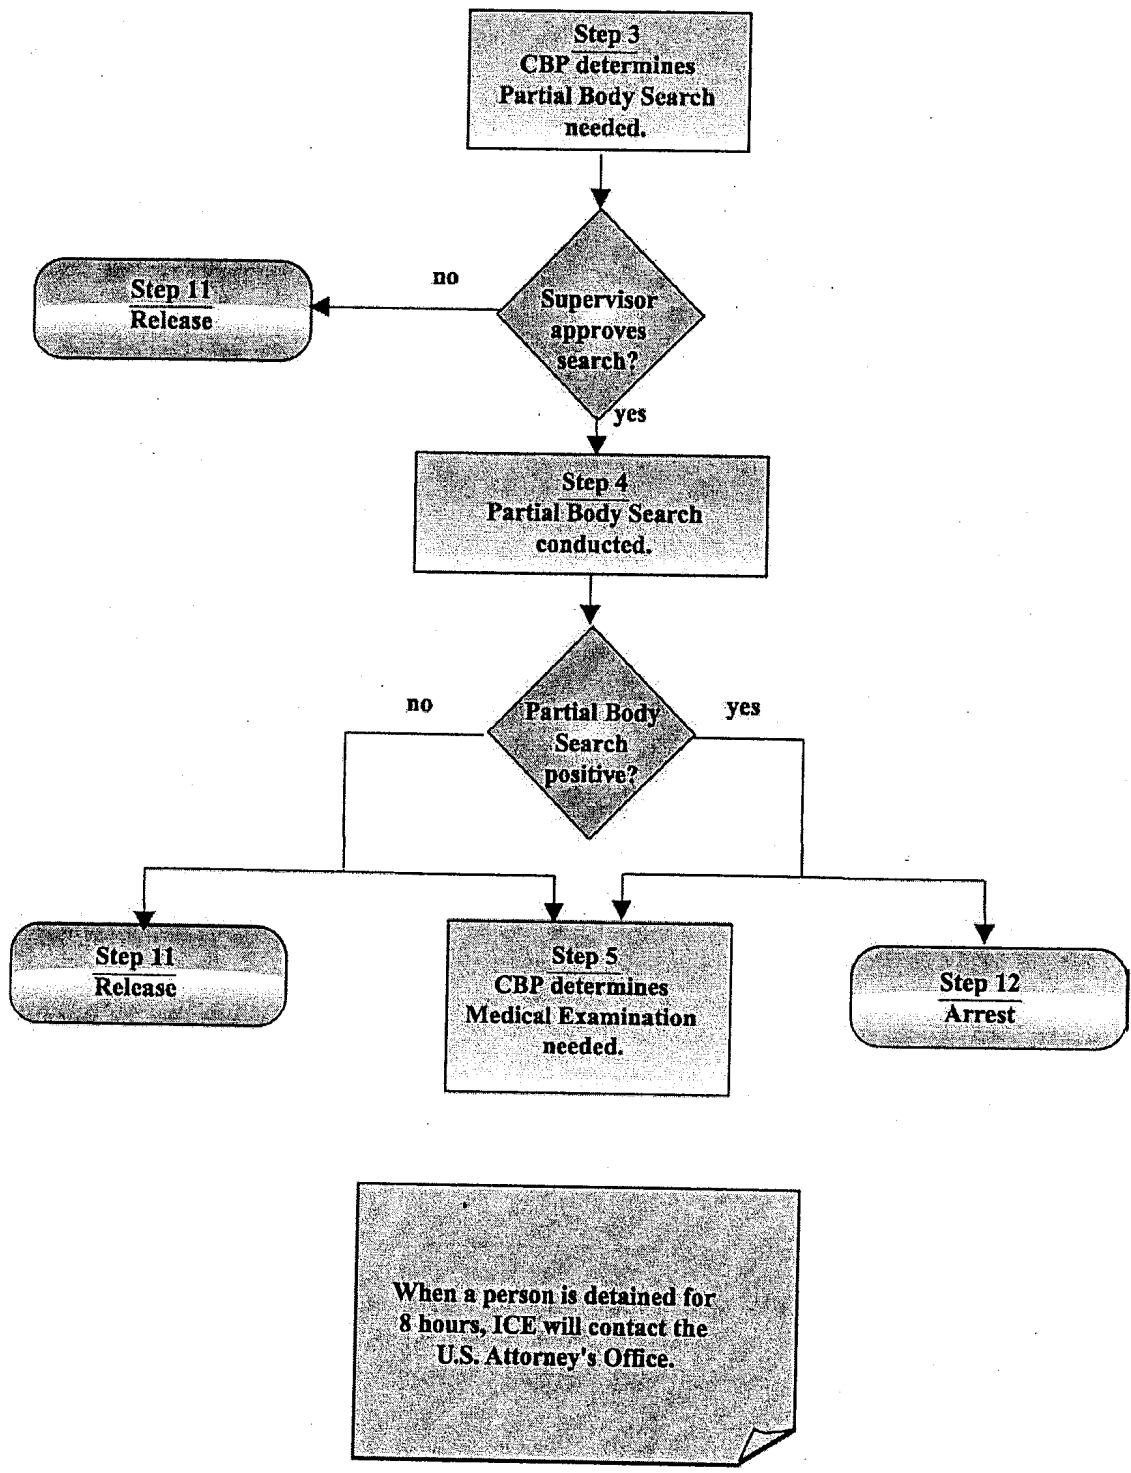 Step 3
CBP determines
Partial Body Search
needed.
no
Step 11
Release
Supervisor
approves
search?
yes
Step 4
Partial Body Search
conducted.
no
Partial Body
Search
positive?
yes
Step 11
Release
Step 5
CBP determines
Medical Examination
needed.
Step 12
Arrest
When a person is detained for
8 hours, ICE will contact the
U.S. Attorney's Office.